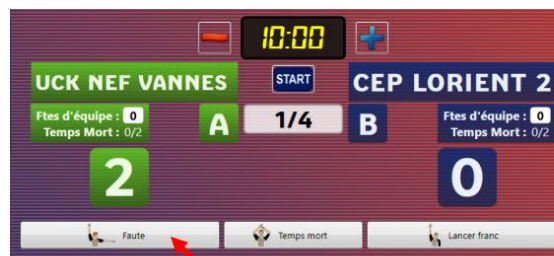 10:00
UCK NEF VANNES START CEP LORIENT 2
Ftes d'équipe : 0
Temps Mort : 0/2
A 1/4 B
Ftes d'équipe : 0
Temps Mort : 0/2
2 0
Faute Temps mort Lancer franc